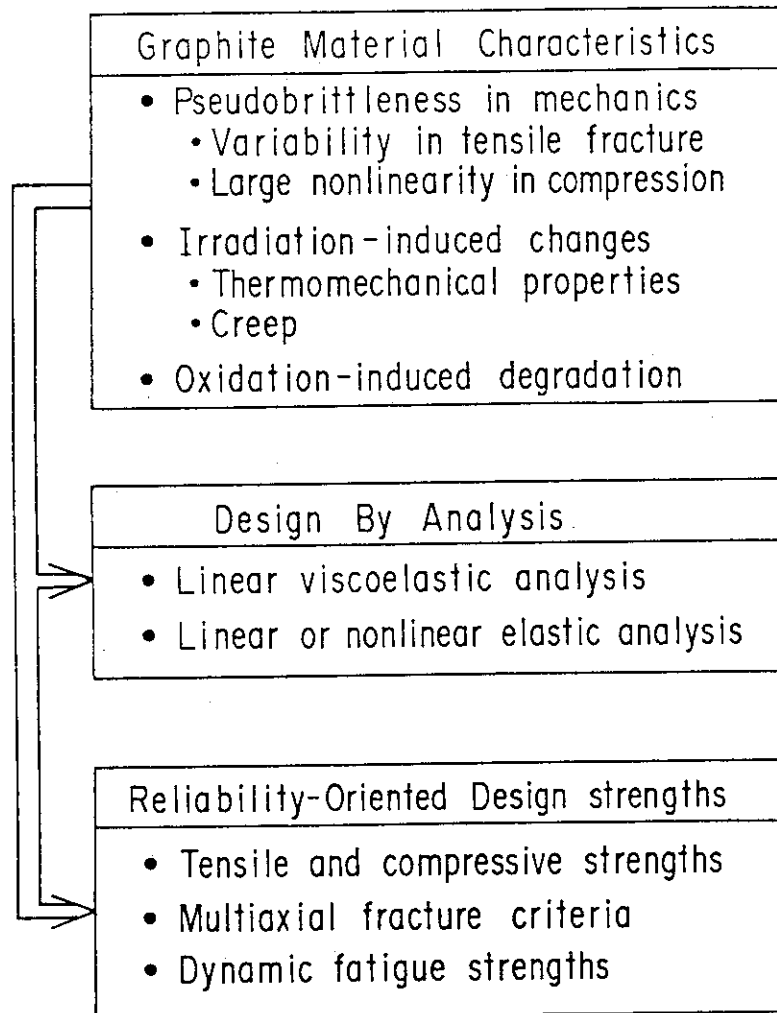 Graphite Material Characteristics
• Pseudobrittleness in mechanics
• Variability in tensile fracture
• Large nonlinearity in compression
• Irradiation-induced changes
• Thermomechanical properties
• Creep
• Oxidation-induced degradation
Design By Analysis
• Linear viscoelastic analysis
• Linear or nonlinear elastic analysis
Reliability-Oriented Design strengths
• Tensile and compressive strengths
• Multiaxial fracture criteria
• Dynamic fatigue strengths